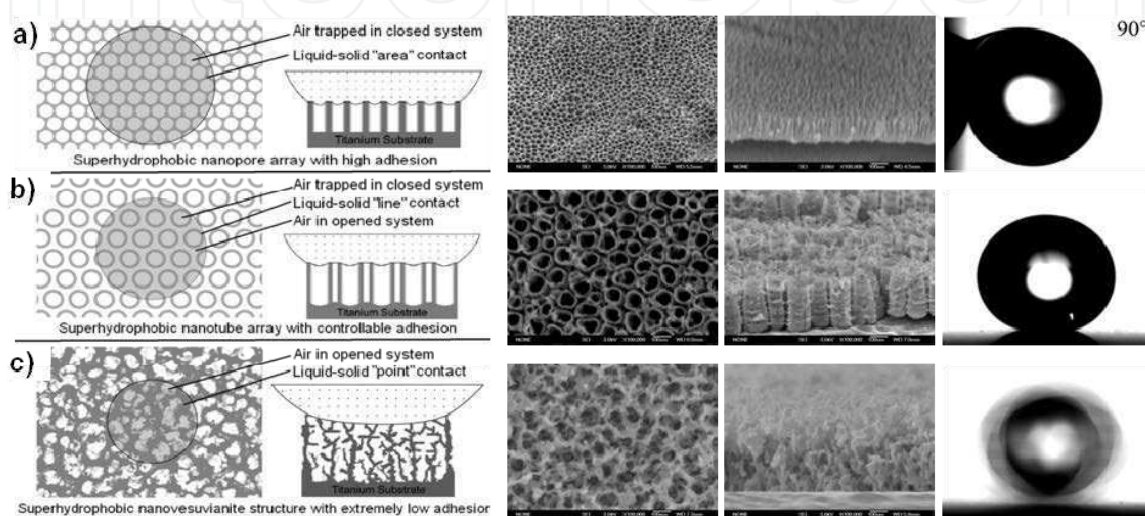 a)
Air trapped in closed system
Liquid-solid "area" contact
Titanium Substrate
Superhydrophobic nanopore array with high adhesion
90°
b)
Air trapped in closed system
Liquid-solid "line" contact
Air in opened system
Titanium Substrate
Superhydrophobic nanotube array with controllable adhesion
c)
Air in opened system
Liquid-solid "point" contact
Titanium Substrate
Superhydrophobic nanovesuvianite structure with extremely low adhesion